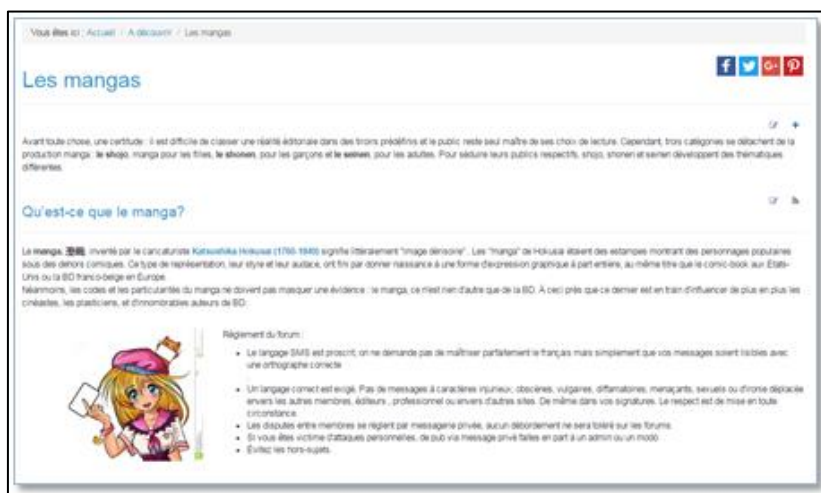 Vous êtes ici : Accueil / A découvrir / Les mangas
Les mangas
Avant toute chose, une certitude : il est difficile de classer une réalité éditoriale dans des tiroirs prédéfinis et le public reste seul maître de ses choix de lecture. Cependant, trois catégories se détachent de la
production manga : le shojo, manga pour les filles, le shonen, pour les garçons et le seinen, pour les adultes. Pour séduire leurs publics respectifs, shojo, shonen et seinen développent des thématiques
différentes.
Qu'est-ce que le manga?
Le manga, inventé par le caricaturiste Katsushika Hokusai (1760-1849) signifie littéralement "image dérisoire" . Les "manga" de Hokusai étaient des estampes montrant des personnages populaires
sous des dehors comiques. Ce type de représentation, leur style et leur audace, ont fini par donner naissance à une forme d'expression graphique à part entière, au même titre que le comic-book aux Etats-
Unis ou la BD franco-belge en Europe.
Néanmoins, les codes et les particularités du manga ne doivent pas masquer une évidence : le manga, ce n'est rien d'autre que de la BD. À ceci près que ce dernier est en train d'influencer de plus en plus les
cinéastes, les plasticiens, et d'innombrables auteurs de BD.
Règlement du forum :
Le langage SMS est proscrit, on ne demande pas de maîtriser parfaitement le français mais simplement que vos messages soient lisibles avec
une orthographe correcte
Un langage correct est exigé. Pas de messages à caractères injurieux, obscènes, vulgaires, diffamatoires, menaçants, sexuels ou d'ironie déplacée
envers les autres membres, éditeurs , professionnel ou envers d'autres sites. De même dans vos signatures. Le respect est de mise en toute
circonstance.
Les disputes entre membres se règlent par messagerie privée, aucun débordement ne sera toléré sur les forums.
Si vous êtes victime d'attaques personnelles, de pub via message privé faites en part à un admin ou un modo
Évitez les hors-sujets.